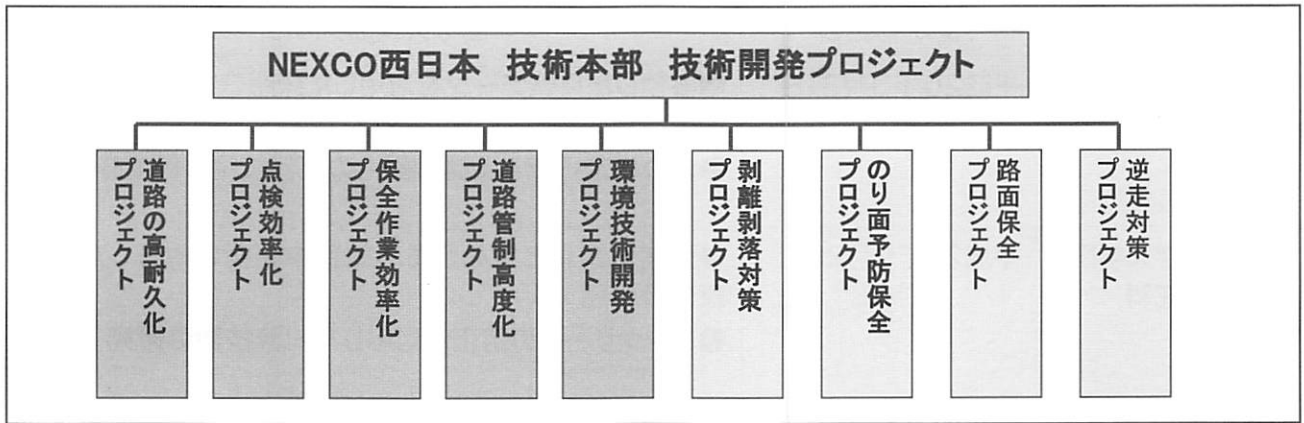 NEXCO西日本 技術本部 技術開発プロジェクト
道路の高耐久化
プロジェクト
点検効率化
プロジェクト
保全作業効率化
プロジェクト
道路管制高度化
プロジェクト
環境技術開発
プロジェクト
剥離剥落対策
プロジェクト
のり面予防保全
プロジェクト
路面保全
プロジェクト
逆走対策
プロジェクト